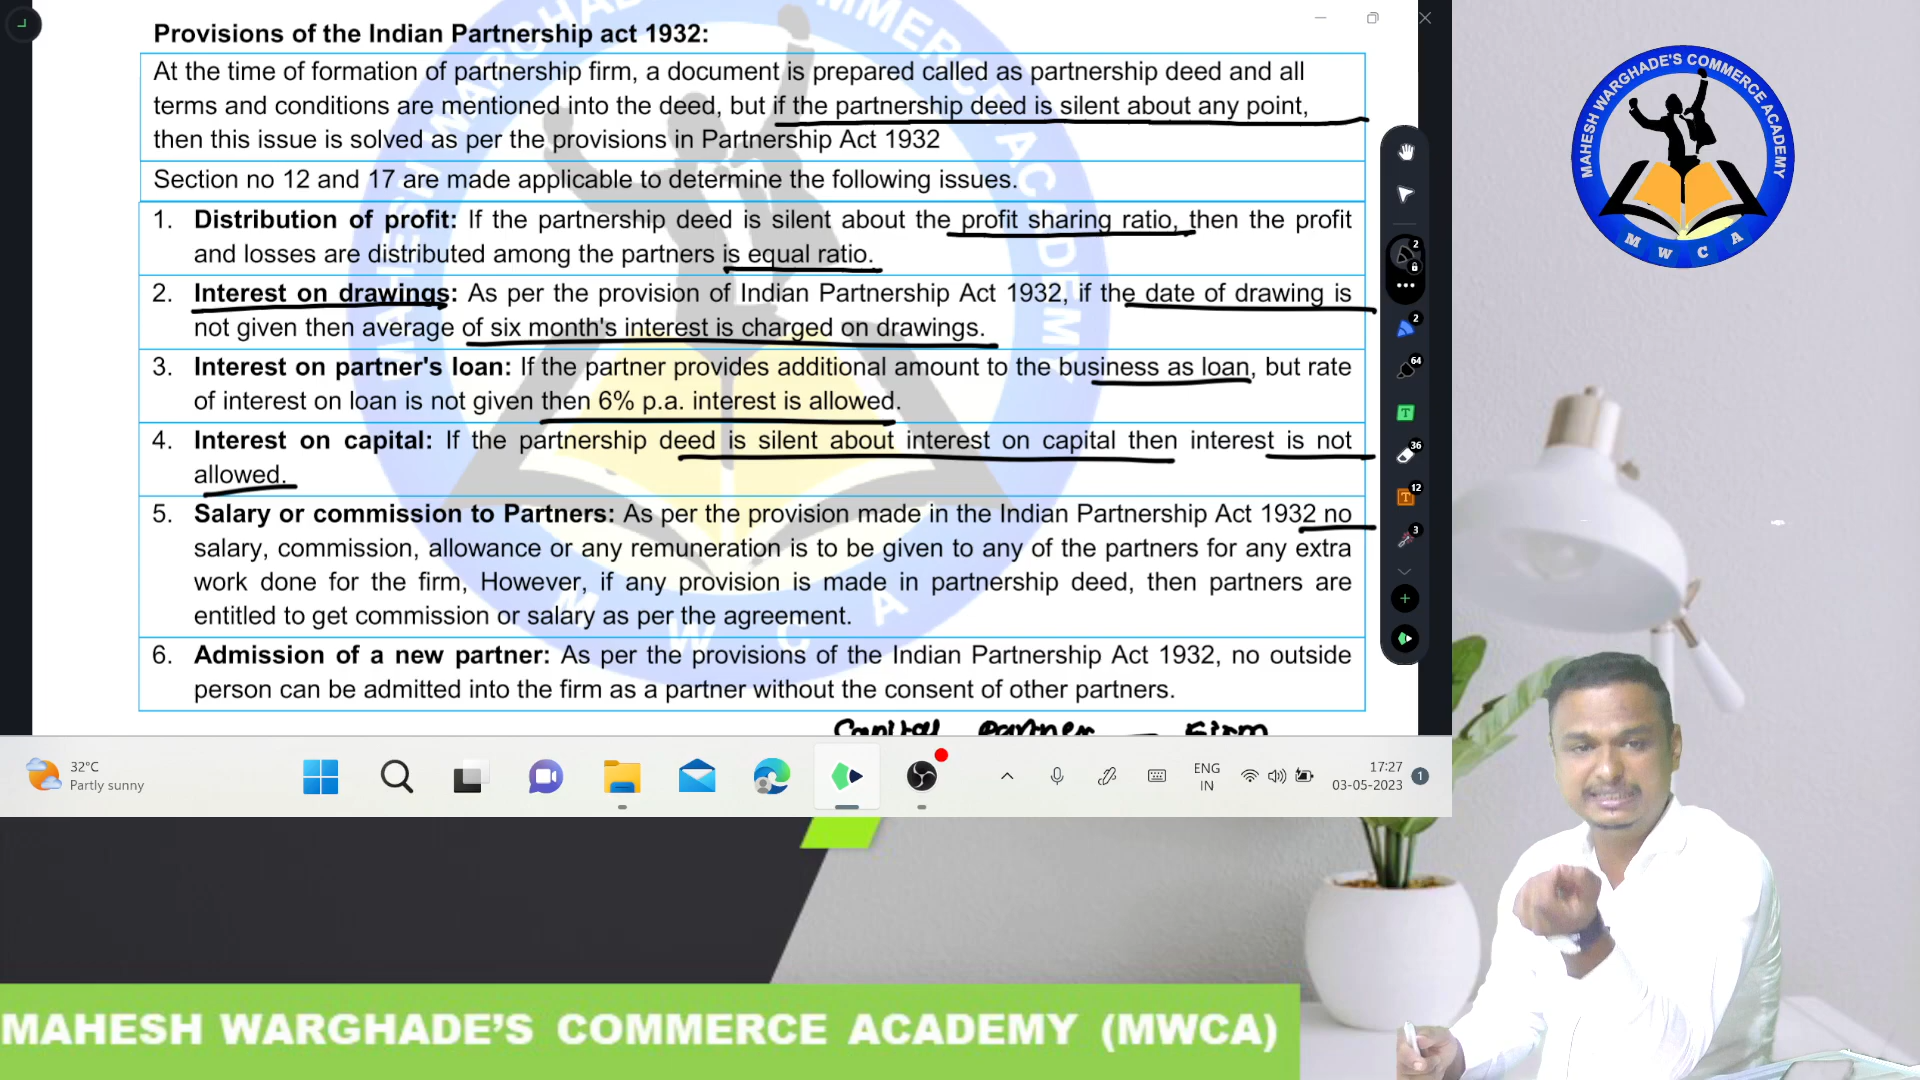 Provisions of the Indian Partnership act 1932:
At the time of formation of partnership firm, a document is prepared called as partnership deed and all
terms and conditions are mentioned into the deed, but if the partnership deed is silent about any point,
then this issue is solved as per the provisions in Partnership Act 1932
Section no 12 and 17 are made applicable to determine the following issues.
1. Distribution of profit: If the partnership deed is silent about the profit sharing ratio, then the profit
and losses are distributed among the partners is equal ratio.
2. Interest on drawings: As per the provision of Indian Partnership Act 1932, if the date of drawing is
not given then average of six month's interest is charged on drawings.
3. Interest on partner's loan: If the partner provides additional amount to the business as loan, but rate
of interest on loan is not given then 6% p.a. interest is allowed.
4. Interest on capital: If the partnership deed is silent about interest on capital then interest is not
allowed.
5. Salary or commission to Partners: As per the provision made in the Indian Partnership Act 1932 no
salary, commission, allowance or any remuneration is to be given to any of the partners for any extra
work done for the firm, However, if any provision is made in partnership deed, then partners are
entitled to get commission or salary as per the agreement.
6. Admission of a new partner: As per the provisions of the Indian Partnership Act 1932, no outside
person can be admitted into the firm as a partner without the consent of other partners.
Capital Partner — Firm
2
2
64
T
36
T 12
3
32°C
Partly sunny
ENG
IN
17:27
03-05-2023
1
MAHESH WARGHADE'S COMMERCE ACADEMY
M W C A
MAHESH WARGHADE'S COMMERCE ACADEMY (MWCA)